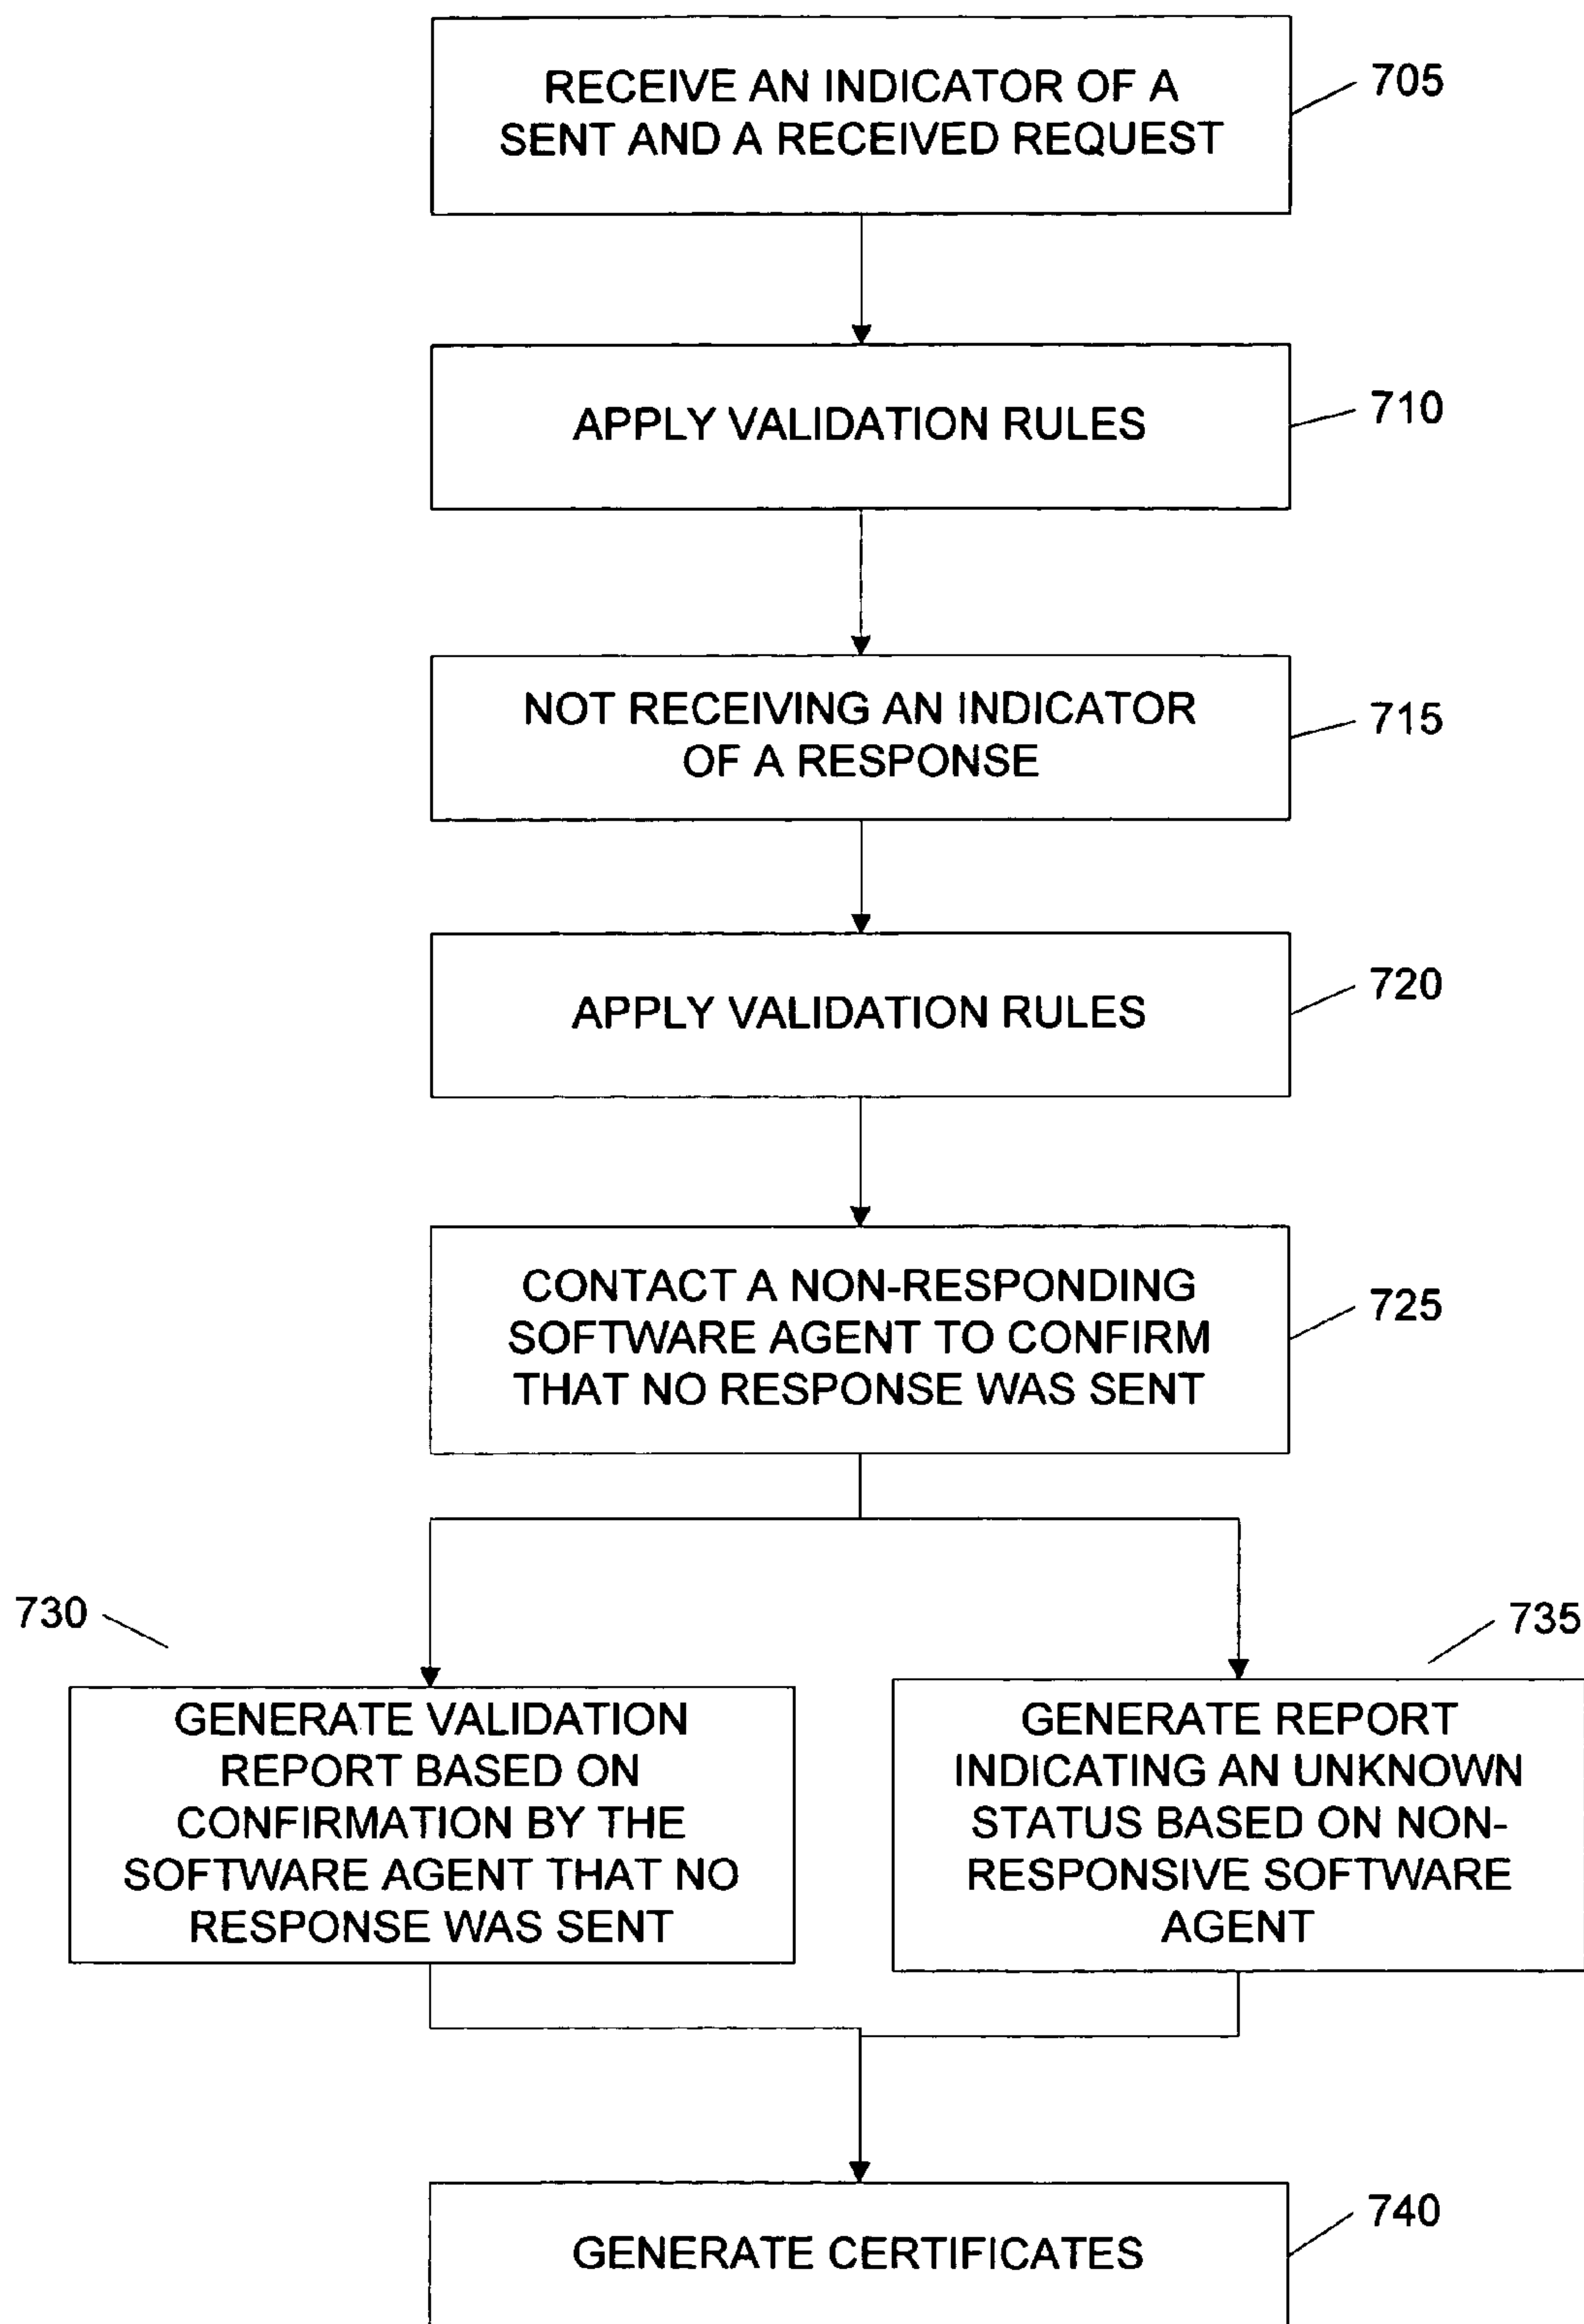 RECEIVE AN INDICATOR OF A
SENT AND A RECEIVED REQUEST
705
APPLY VALIDATION RULES
710
NOT RECEIVING AN INDICATOR
OF A RESPONSE
715
APPLY VALIDATION RULES
720
CONTACT A NON-RESPONDING
SOFTWARE AGENT TO CONFIRM
THAT NO RESPONSE WAS SENT
725
730
GENERATE VALIDATION
REPORT BASED ON
CONFIRMATION BY THE
SOFTWARE AGENT THAT NO
RESPONSE WAS SENT
735
GENERATE REPORT
INDICATING AN UNKNOWN
STATUS BASED ON NON-
RESPONSIVE SOFTWARE
AGENT
GENERATE CERTIFICATES
740